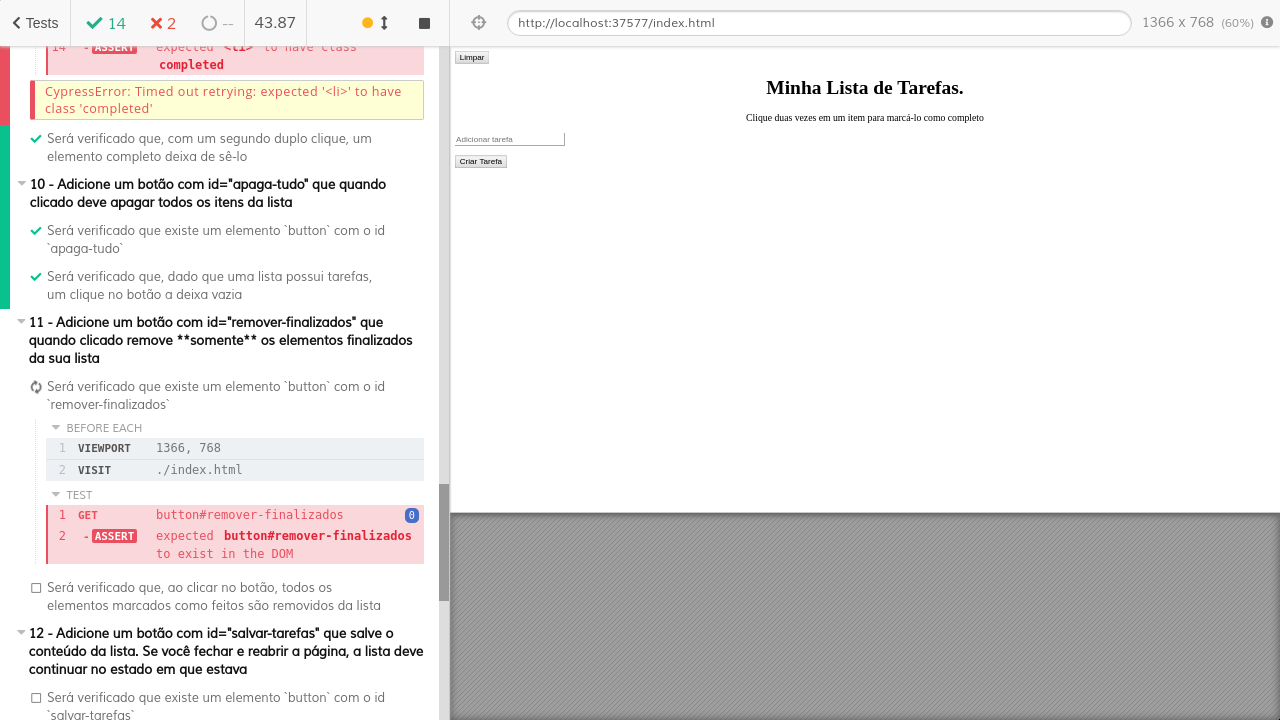 Tests 14 2 -- 43.87
http://localhost:37577/index.html 1366 x 768 (60%)
14 - ASSERT expected <li> to have class
completed
CypressError: Timed out retrying: expected '<li>' to have
class 'completed'
Será verificado que, com um segundo duplo clique, um
elemento completo deixa de sê-lo
10 - Adicione um botão com id="apaga-tudo" que quando
clicado deve apagar todos os itens da lista
Será verificado que existe um elemento `button` com o id
`apaga-tudo`
Será verificado que, dado que uma lista possui tarefas,
um clique no botão a deixa vazia
11 - Adicione um botão com id="remover-finalizados" que
quando clicado remove **somente** os elementos finalizados
da sua lista
Será verificado que existe um elemento `button` com o id
`remover-finalizados`
BEFORE EACH
1 VIEWPORT 1366, 768
2 VISIT ./index.html
TEST
1 GET button#remover-finalizados 0
2 - ASSERT expected button#remover-finalizados
to exist in the DOM
Será verificado que, ao clicar no botão, todos os
elementos marcados como feitos são removidos da lista
12 - Adicione um botão com id="salvar-tarefas" que salve o
conteúdo da lista. Se você fechar e reabrir a página, a lista deve
continuar no estado em que estava
Será verificado que existe um elemento `button` com o id
`salvar-tarefas`
Limpar
Minha Lista de Tarefas.
Clique duas vezes em um item para marcá-lo como completo
Adicionar tarefa
Criar Tarefa